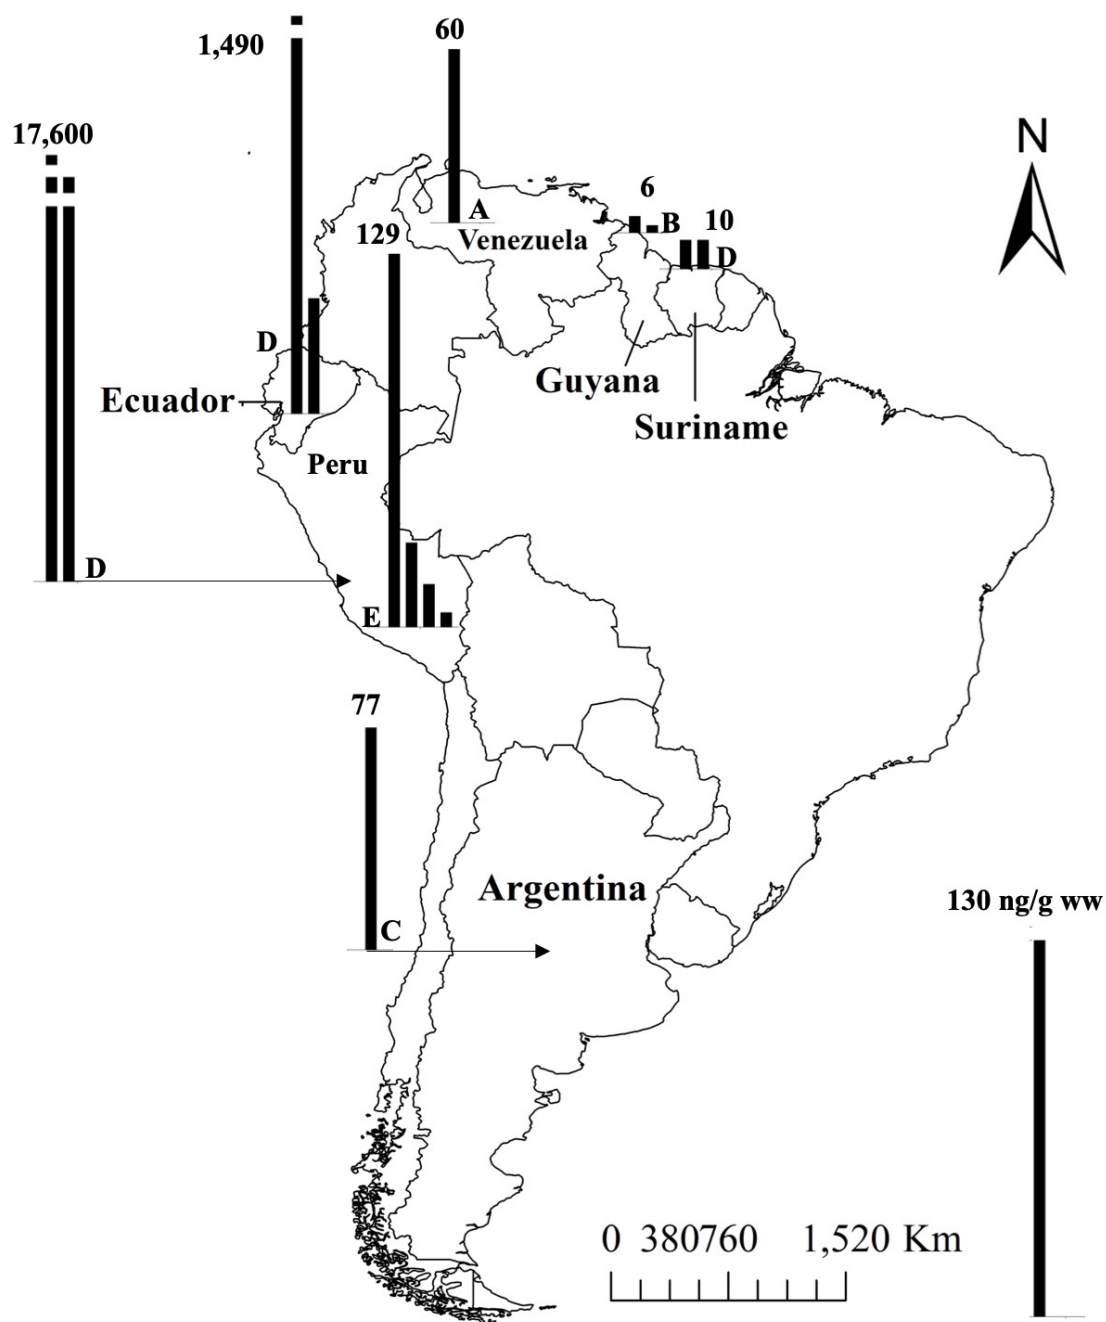 1,490
60
17,600
N
6
A
B
10
129
Venezuela
D
D
Guyana
Ecuador
Suriname
Peru
D
E
77
Argentina
130 ng/g ww
C
0 380760 1,520 Km